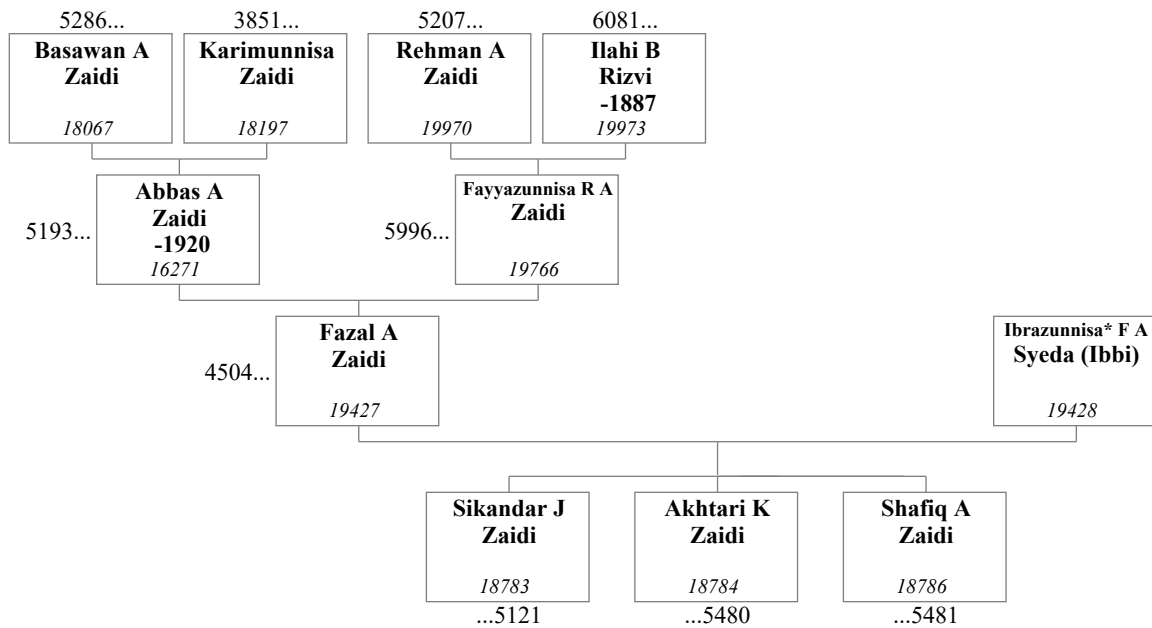 5286... 3851... 5207... 6081...
Basawan A
Zaidi
18067
Karimunnisa
Zaidi
18197
Rehman A
Zaidi
19970
Ilahi B
Rizvi
-1887
19973
5193...
Abbas A
Zaidi
-1920
16271
5996...
Fayyazunnisa R A
Zaidi
19766
4504...
Fazal A
Zaidi
19427
Ibrazunnisa* F A
Syeda (Ibbi)
19428
Sikandar J
Zaidi
18783
...5121
Akhtari K
Zaidi
18784
...5480
Shafiq A
Zaidi
18786
...5481